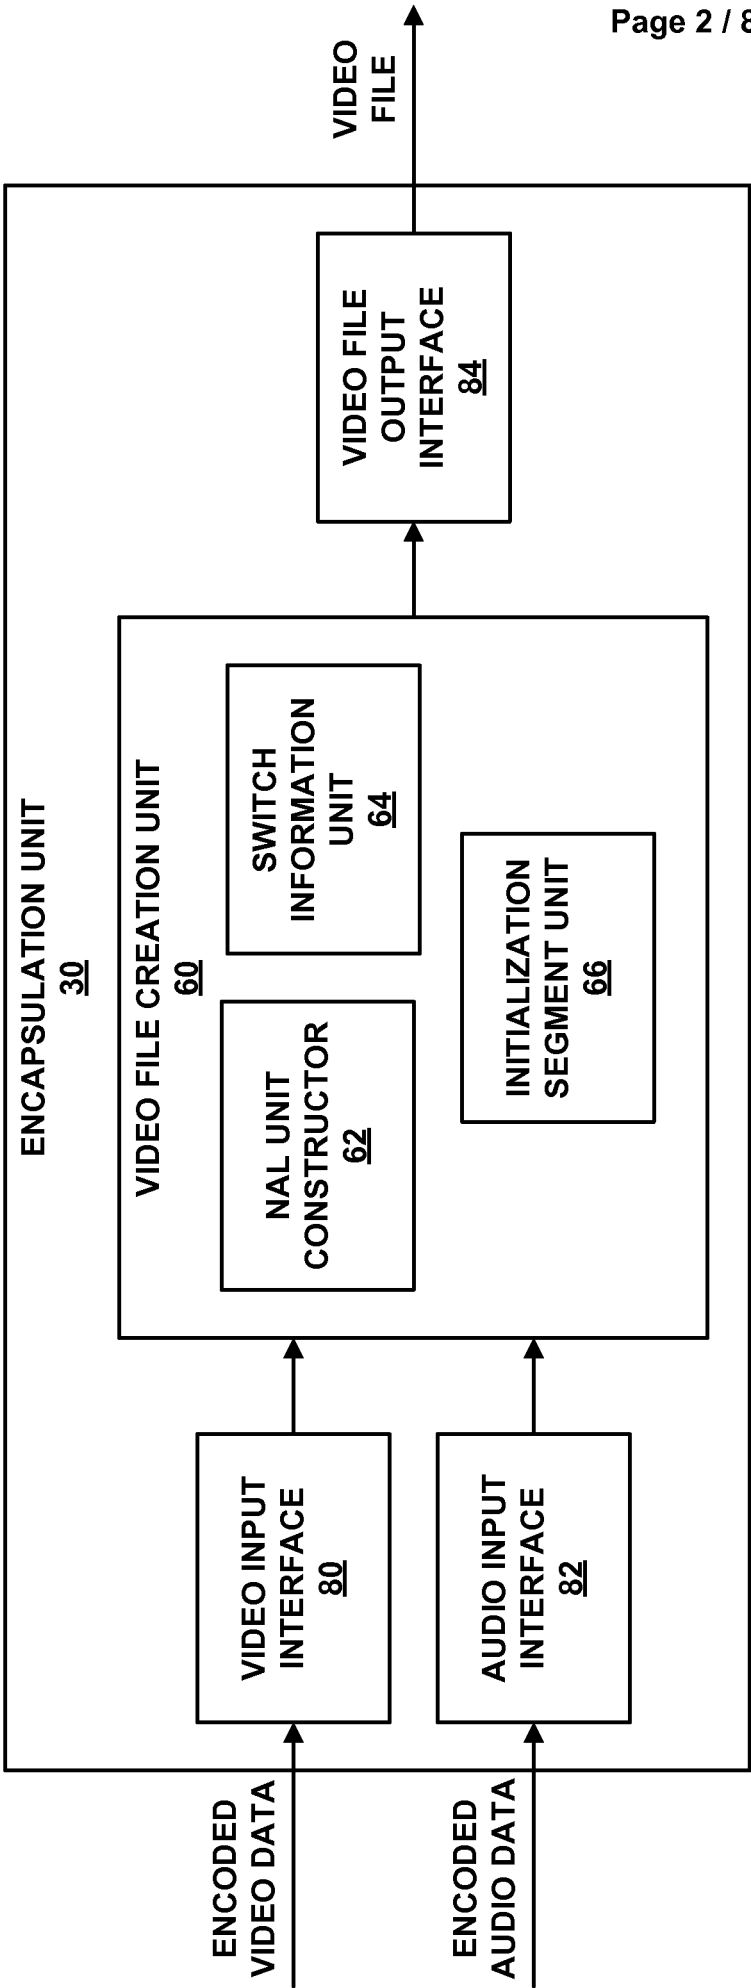 Page 2 / 8
ENCAPSULATION UNIT
30
VIDEO FILE CREATION UNIT
60
ENCODED
VIDEO DATA
VIDEO INPUT
INTERFACE
80
NAL UNIT
CONSTRUCTOR
62
SWITCH
INFORMATION
UNIT
64
VIDEO FILE
OUTPUT
INTERFACE
84
VIDEO
FILE
ENCODED
AUDIO DATA
AUDIO INPUT
INTERFACE
82
INITIALIZATION
SEGMENT UNIT
66